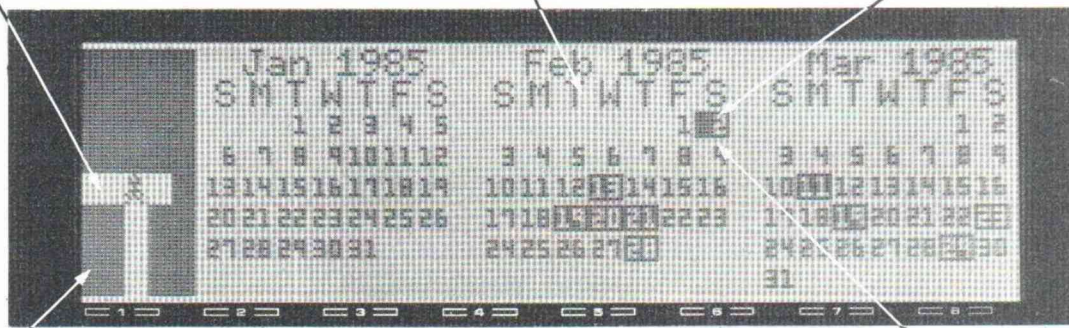 Jan 1985 Feb 1985 Mar 1985
S M T W T F S S M T W T F S S M T W T F S
1 2 3 4 5 1 2 1 2
6 7 8 9 10 11 12 3 4 5 6 7 8 9 3 4 5 6 7 8 9
13 14 15 16 17 18 19 10 11 12 13 14 15 16 10 11 12 13 14 15 16
20 21 22 23 24 25 26 17 18 19 20 21 22 23 17 18 19 20 21 22 23
27 28 29 30 31 24 25 26 27 28 24 25 26 27 28 29 30
31
1 2 3 4 5 6 7 8